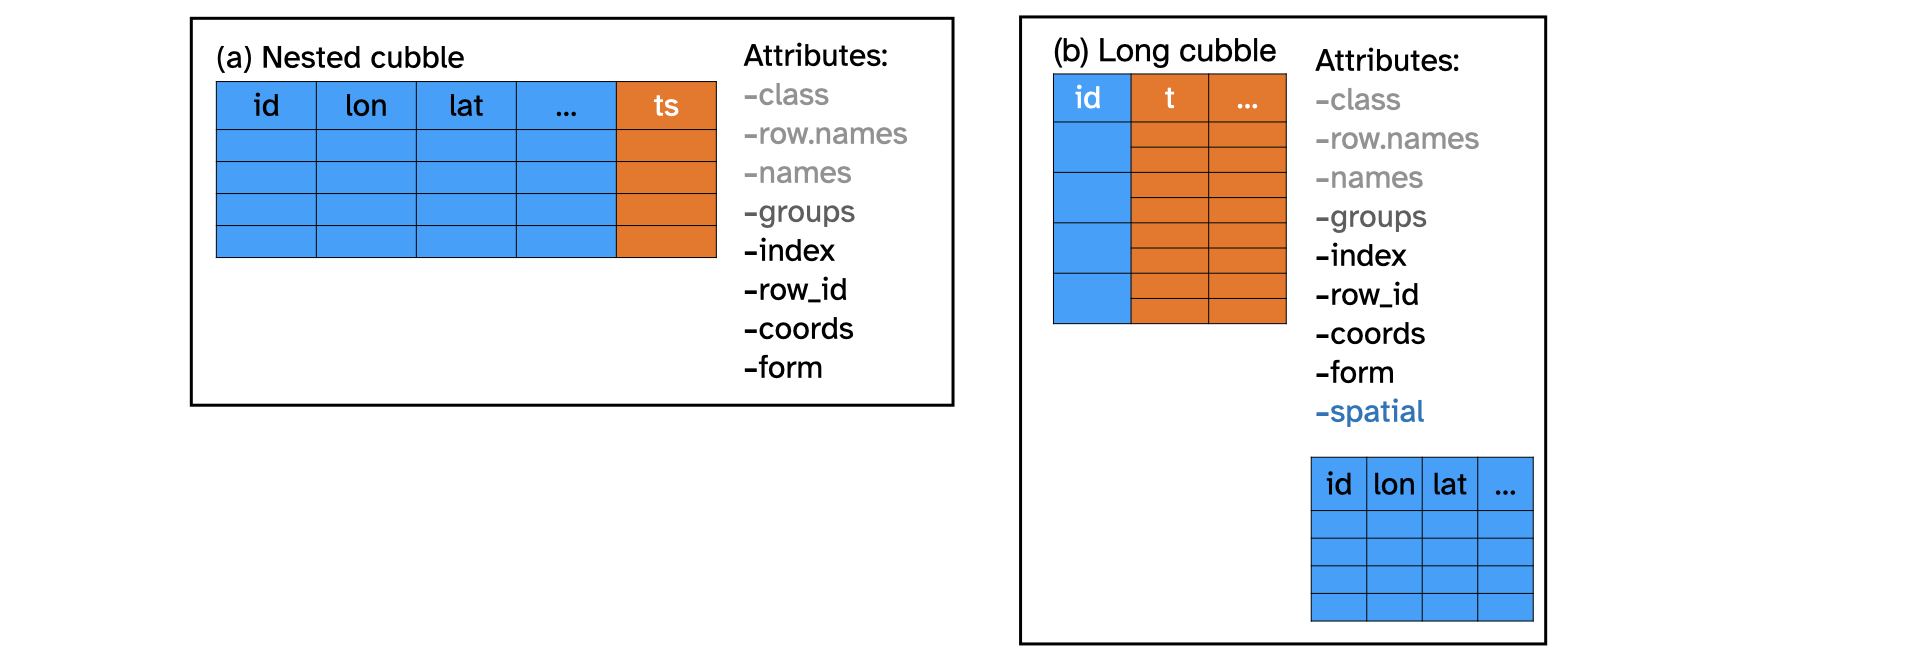 (a) Nested cubble
id lon lat ... ts
Attributes:
-class
-row.names
-names
-groups
-index
-row_id
-coords
-form
(b) Long cubble
id t ...
Attributes:
-class
-row.names
-names
-groups
-index
-row_id
-coords
-form
-spatial
id lon lat ...